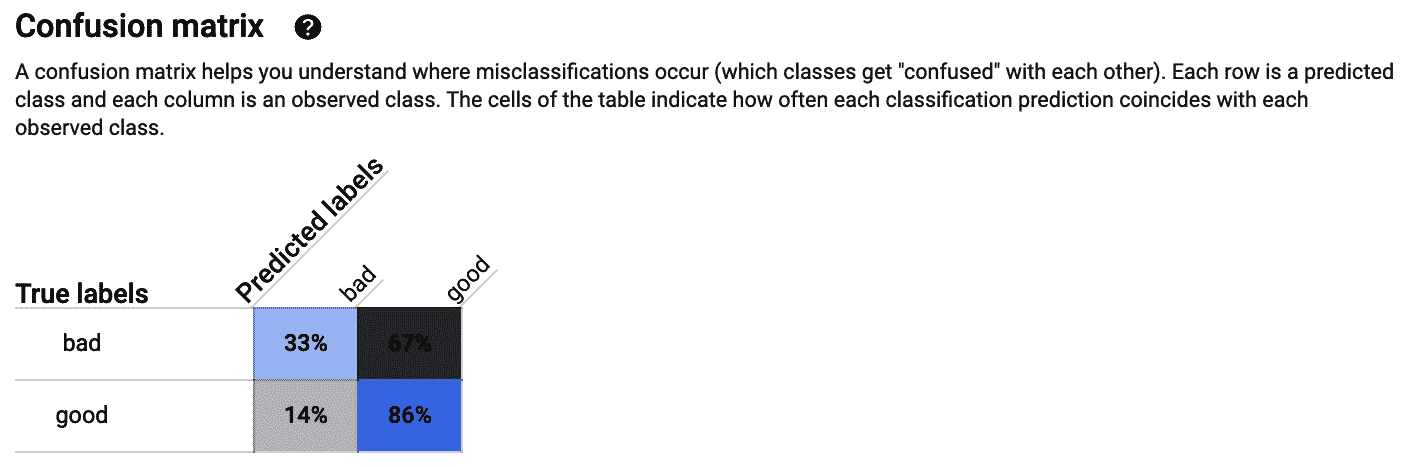 Confusion matrix ?
A confusion matrix helps you understand where misclassifications occur (which classes get "confused" with each other). Each row is a predicted
class and each column is an observed class. The cells of the table indicate how often each classification prediction coincides with each
observed class.
Predicted labels
True labels bad good
bad 33% 67%
good 14% 86%